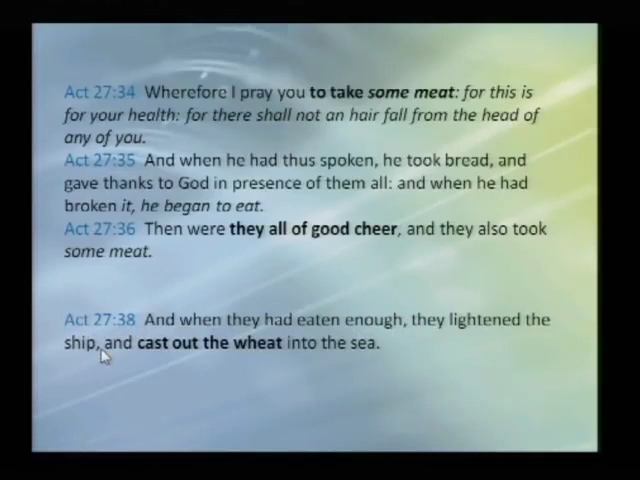 Act 27:34 Wherefore I pray you to take some meat: for this is
for your health: for there shall not an hair fall from the head of
any of you.
Act 27:35 And when he had thus spoken, he took bread, and
gave thanks to God in presence of them all: and when he had
broken it, he began to eat.
Act 27:36 Then were they all of good cheer, and they also took
some meat.
Act 27:38 And when they had eaten enough, they lightened the
ship, and cast out the wheat into the sea.